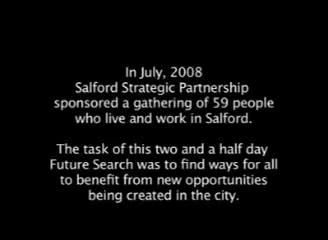 In July, 2008
Salford Strategic Partnership
sponsored a gathering of 59 people
who live and work in Salford.
The task of this two and a half day
Future Search was to find ways for all
to benefit from new opportunities
being created in the city.